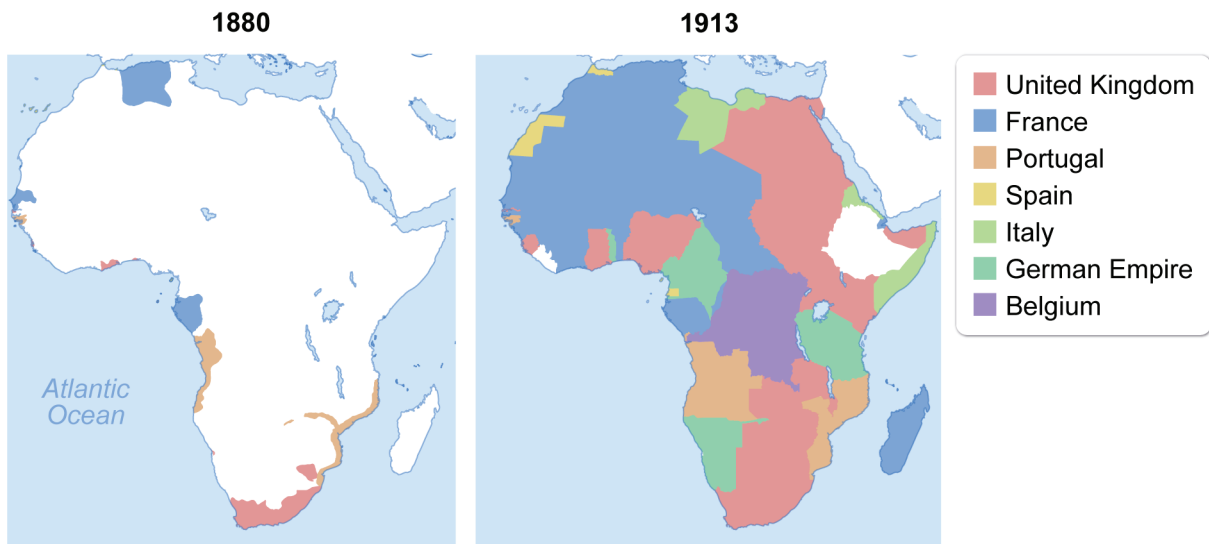 1880
1913
Atlantic
Ocean
United Kingdom
France
Portugal
Spain
Italy
German Empire
Belgium